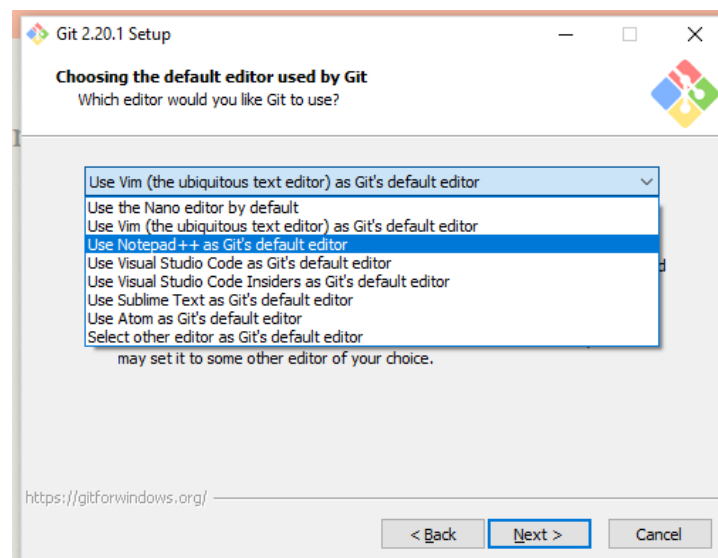 Git 2.20.1 Setup
Choosing the default editor used by Git
Which editor would you like Git to use?
Use Vim (the ubiquitous text editor) as Git's default editor
Use the Nano editor by default
Use Vim (the ubiquitous text editor) as Git's default editor
Use Notepad++ as Git's default editor
Use Visual Studio Code as Git's default editor
Use Visual Studio Code Insiders as Git's default editor
Use Sublime Text as Git's default editor
Use Atom as Git's default editor
Select other editor as Git's default editor
may set it to some other editor of your choice.
https://gitforwindows.org/
< Back Next > Cancel